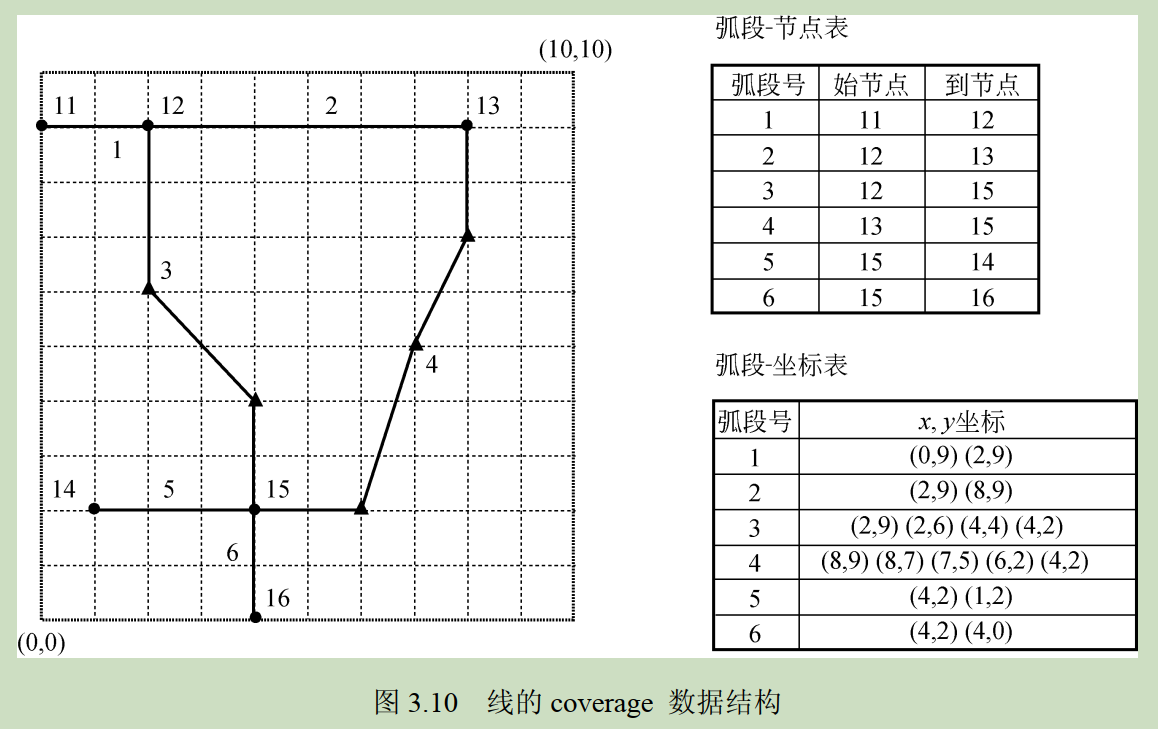 (10,10)
11 12 2 13
1
3
4
14 5 15
6
16
(0,0)
弧段-节点表
弧段号 始节点 到节点
1 11 12
2 12 13
3 12 15
4 13 15
5 15 14
6 15 16
弧段-坐标表
弧段号 x, y坐标
1 (0,9) (2,9)
2 (2,9) (8,9)
3 (2,9) (2,6) (4,4) (4,2)
4 (8,9) (8,7) (7,5) (6,2) (4,2)
5 (4,2) (1,2)
6 (4,2) (4,0)
图 3.10 线的 coverage 数据结构